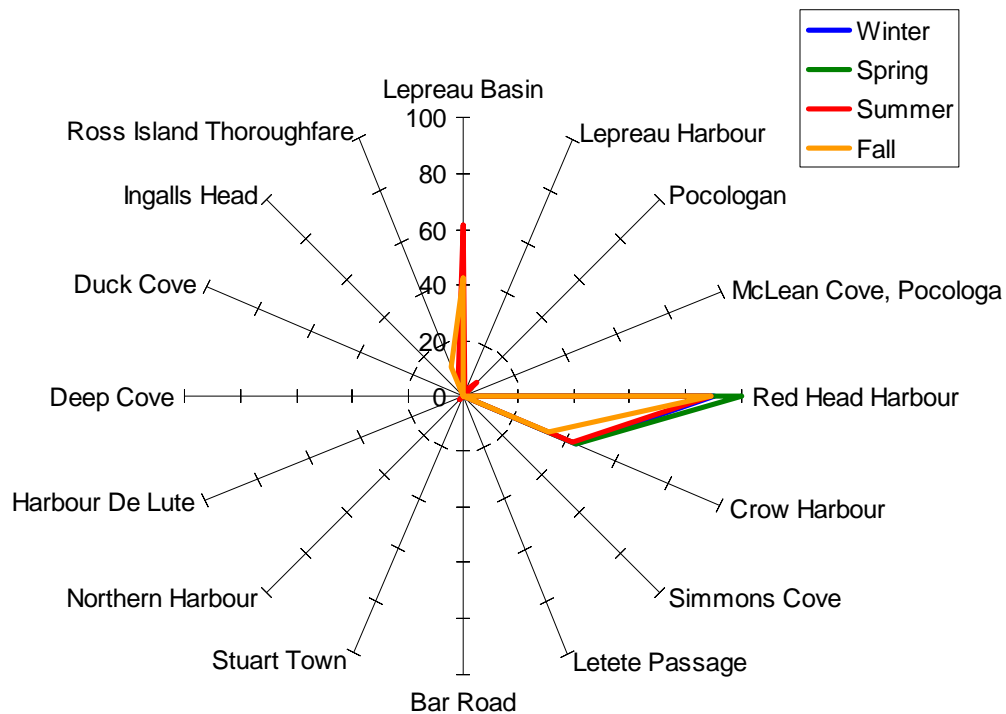 Winter
Spring
Summer
Fall
Lepreau Basin
Ross Island Thoroughfare
Lepreau Harbour
Ingalls Head
Pocologan
Duck Cove
McLean Cove, Pocologa
Deep Cove
Red Head Harbour
Harbour De Lute
Crow Harbour
Northern Harbour
Simmons Cove
Stuart Town
Letete Passage
Bar Road
100
80
60
40
20
0